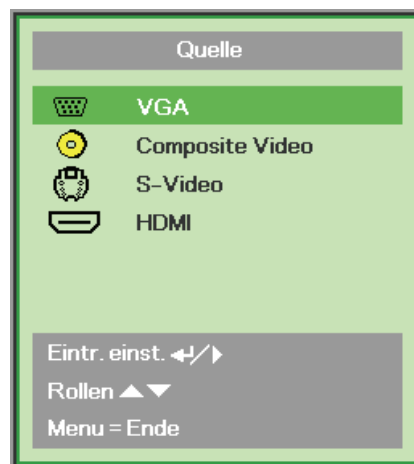 Quelle
VGA
Composite Video
S-Video
HDMI
Eintr. einst. ↵/▶
Rollen ▲▼
Menu = Ende